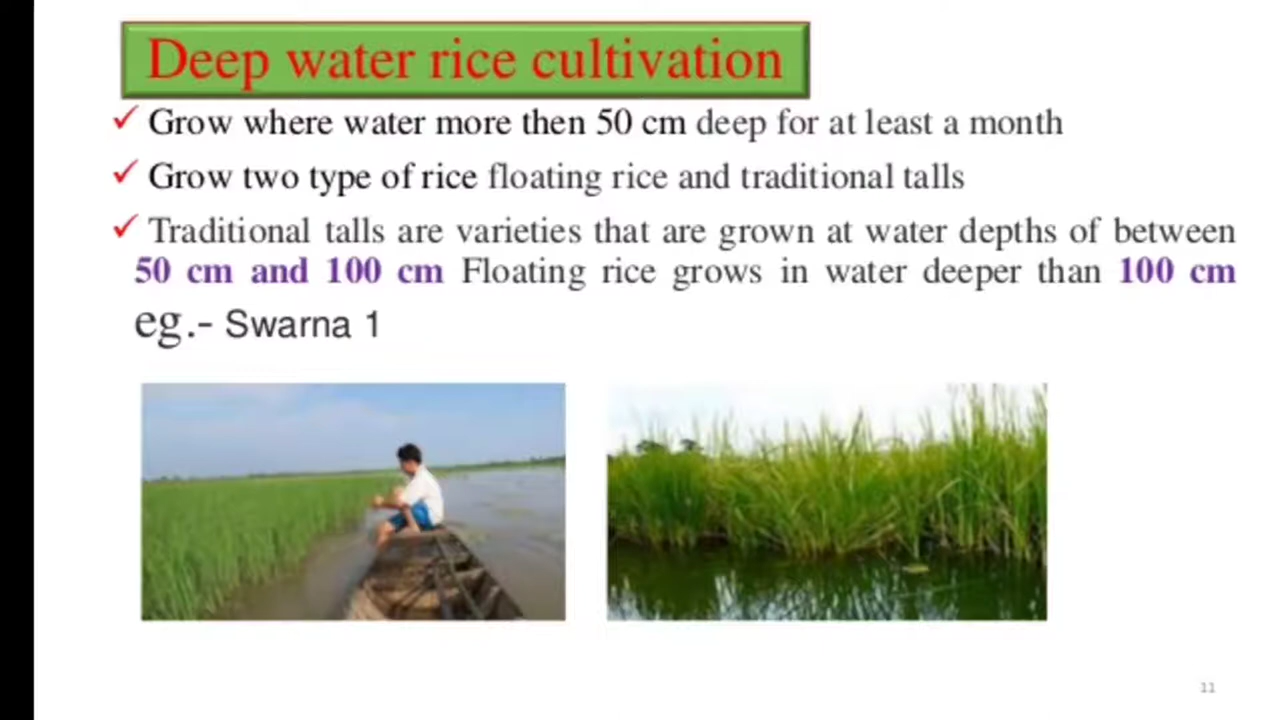 Deep water rice cultivation
✓ Grow where water more then 50 cm deep for at least a month
✓ Grow two type of rice floating rice and traditional talls
✓ Traditional talls are varieties that are grown at water depths of between
50 cm and 100 cm Floating rice grows in water deeper than 100 cm
eg.- Swarna 1
11